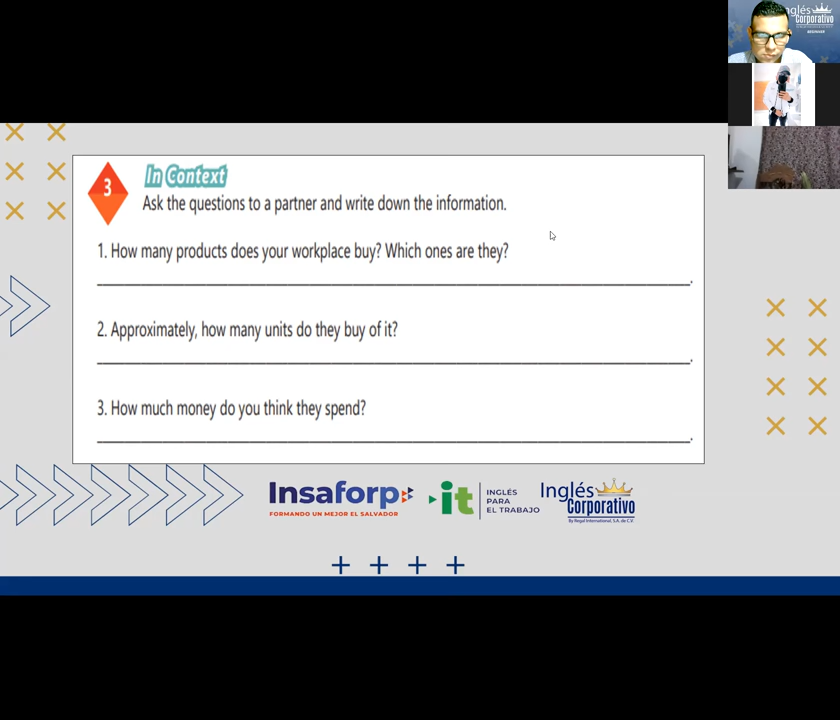 Inglés
Corporativo
BEGINNER
3
In Context
Ask the questions to a partner and write down the information.
1. How many products does your workplace buy? Which ones are they?
2. Approximately, how many units do they buy of it?
3. How much money do you think they spend?
Insaforp
FORMANDO UN MEJOR EL SALVADOR
it
INGLÉS
PARA
EL TRABAJO
Inglés
Corporativo
By Regal International, S.A. de C.V.